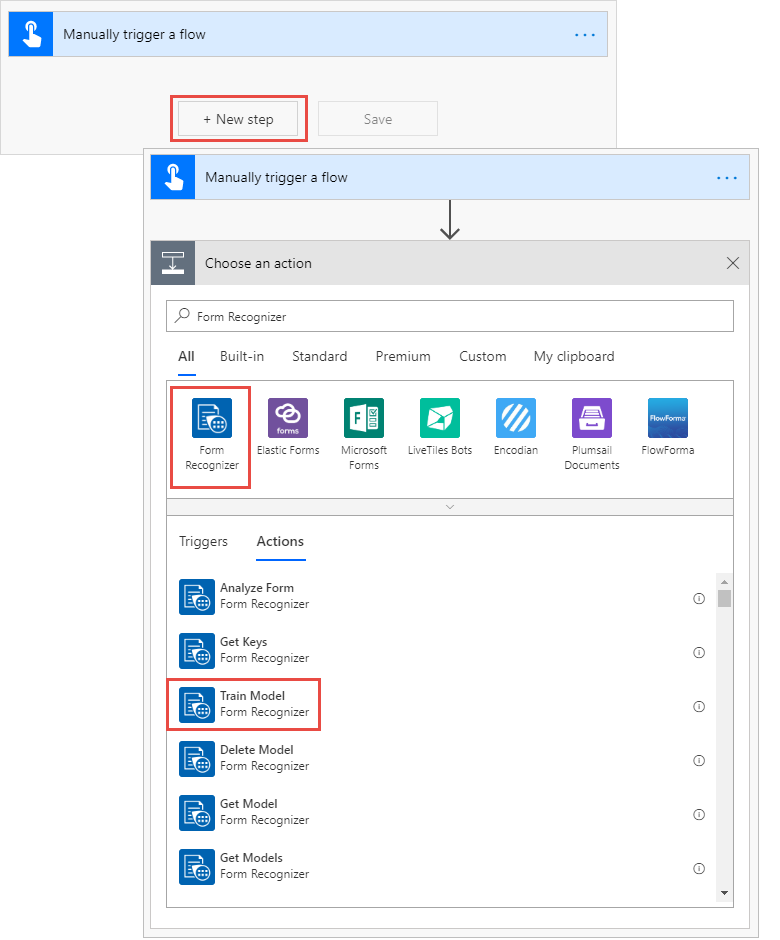 Manually trigger a flow
+ New step
Save
Manually trigger a flow
Choose an action
Form Recognizer
All Built-in Standard Premium Custom My clipboard
forms
FlowForma
Form Recognizer
Elastic Forms
Microsoft Forms
LiveTiles Bots
Encodian
Plumsail Documents
FlowForma
Triggers Actions
Analyze Form
Form Recognizer
Get Keys
Form Recognizer
Train Model
Form Recognizer
Delete Model
Form Recognizer
Get Model
Form Recognizer
Get Models
Form Recognizer